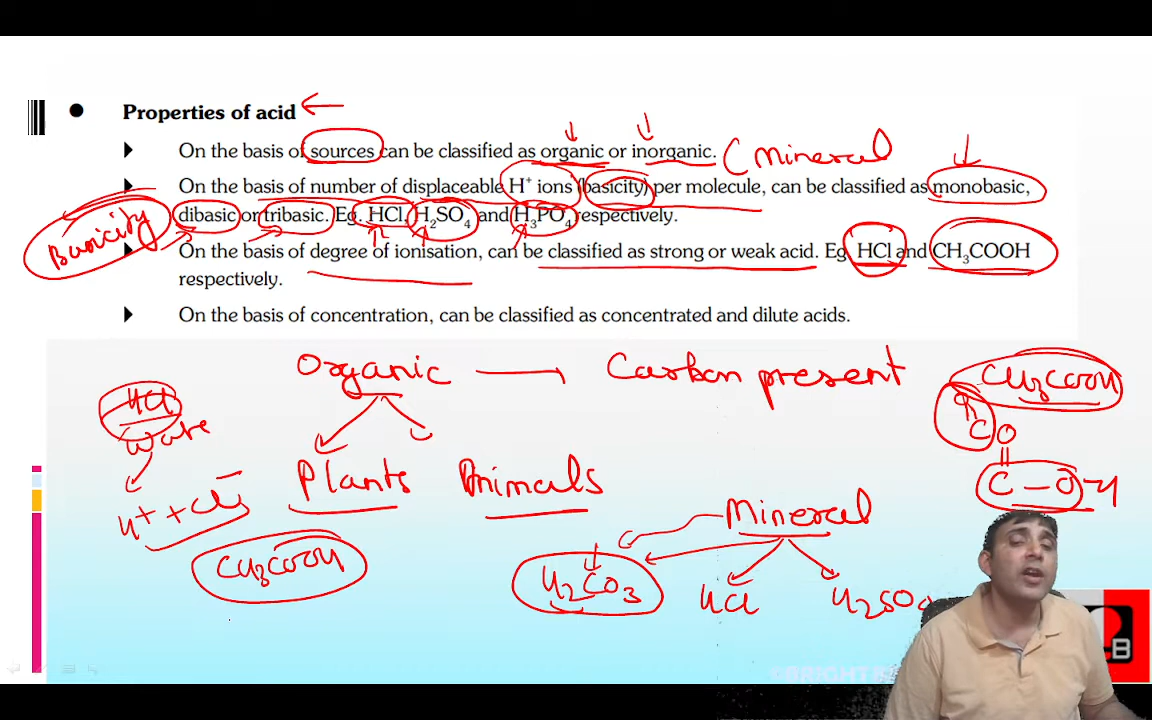 Properties of acid
On the basis of sources can be classified as organic or inorganic. (Mineral
On the basis of number of displaceable H⁺ ions (basicity) per molecule, can be classified as monobasic,
dibasic or tribasic. Eg. HCl, H₂SO₄ and H₃PO₄ respectively.
Basicity
On the basis of degree of ionisation, can be classified as strong or weak acid. Eg HCl and CH₃COOH
respectively.
On the basis of concentration, can be classified as concentrated and dilute acids.
Organic — Carbon present
CH3COOH
HCl
Water
C O
Plants Animals
C — O — H
H+ + Cl-
Mineral
CH3COOH
H2CO3 HCl H2SO4
B